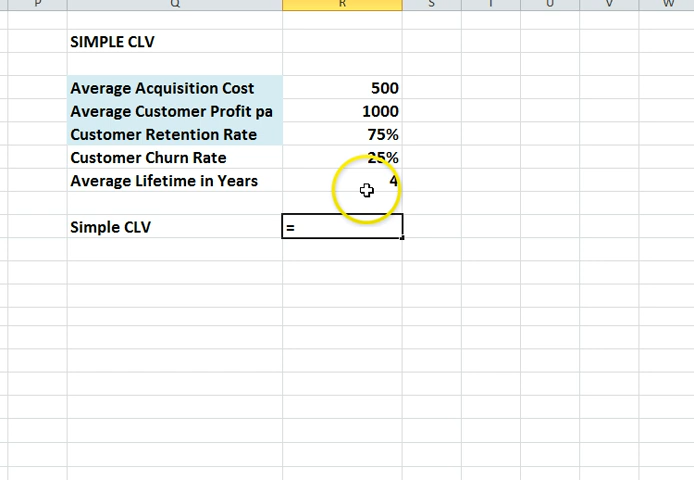 P Q R S T U V W
SIMPLE CLV
Average Acquisition Cost 500
Average Customer Profit pa 1000
Customer Retention Rate 75%
Customer Churn Rate 25%
Average Lifetime in Years 4
Simple CLV =